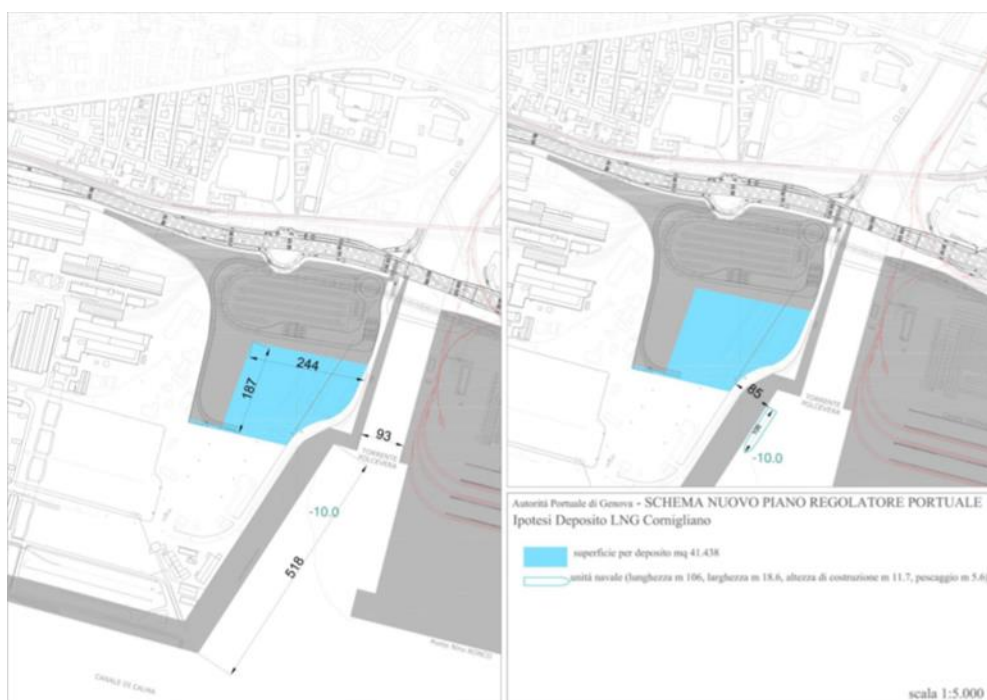 244
187
93
TORRENTE
POLCEVERA
-10.0
518
CANALE DI CALMA
85
TORRENTE
POLCEVERA
-10.0
Autorità Portuale di Genova - SCHEMA NUOVO PIANO REGOLATORE PORTUALE
Ipotesi Deposito LNG Cornigliano
superficie per deposito mq 41.438
unità navale (lunghezza m 106, larghezza m 18.6, altezza di costruzione m 11.7, pescaggio m 5.6)
scala 1:5.000